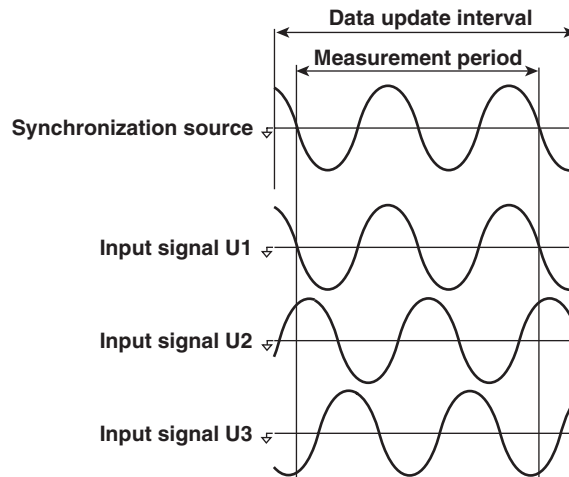 Data update interval
Measurement period
Synchronization source
Input signal U1
Input signal U2
Input signal U3